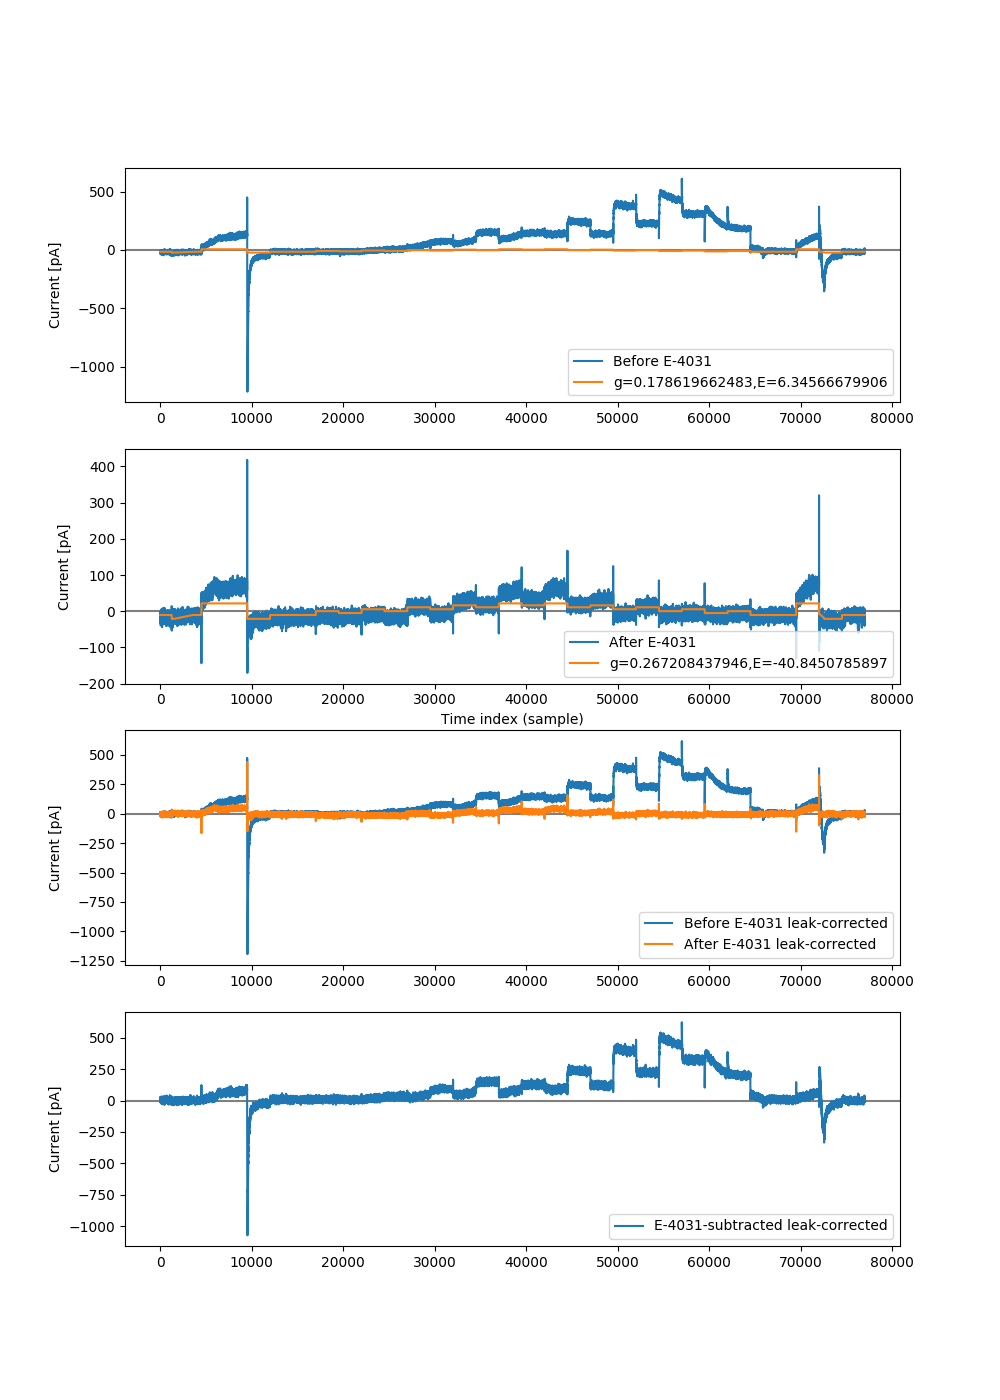 500
0
−500
−1000
Current [pA]
Before E-4031
g=0.178619662483,E=6.34566679906
0 10000 20000 30000 40000 50000 60000 70000 80000
400
300
200
100
0
−100
−200
Current [pA]
After E-4031
g=0.267208437946,E=-40.8450785897
0 10000 20000 30000 40000 50000 60000 70000 80000
Time index (sample)
500
250
0
−250
−500
−750
−1000
−1250
Current [pA]
Before E-4031 leak-corrected
After E-4031 leak-corrected
0 10000 20000 30000 40000 50000 60000 70000 80000
500
250
0
−250
−500
−750
−1000
Current [pA]
E-4031-subtracted leak-corrected
0 10000 20000 30000 40000 50000 60000 70000 80000